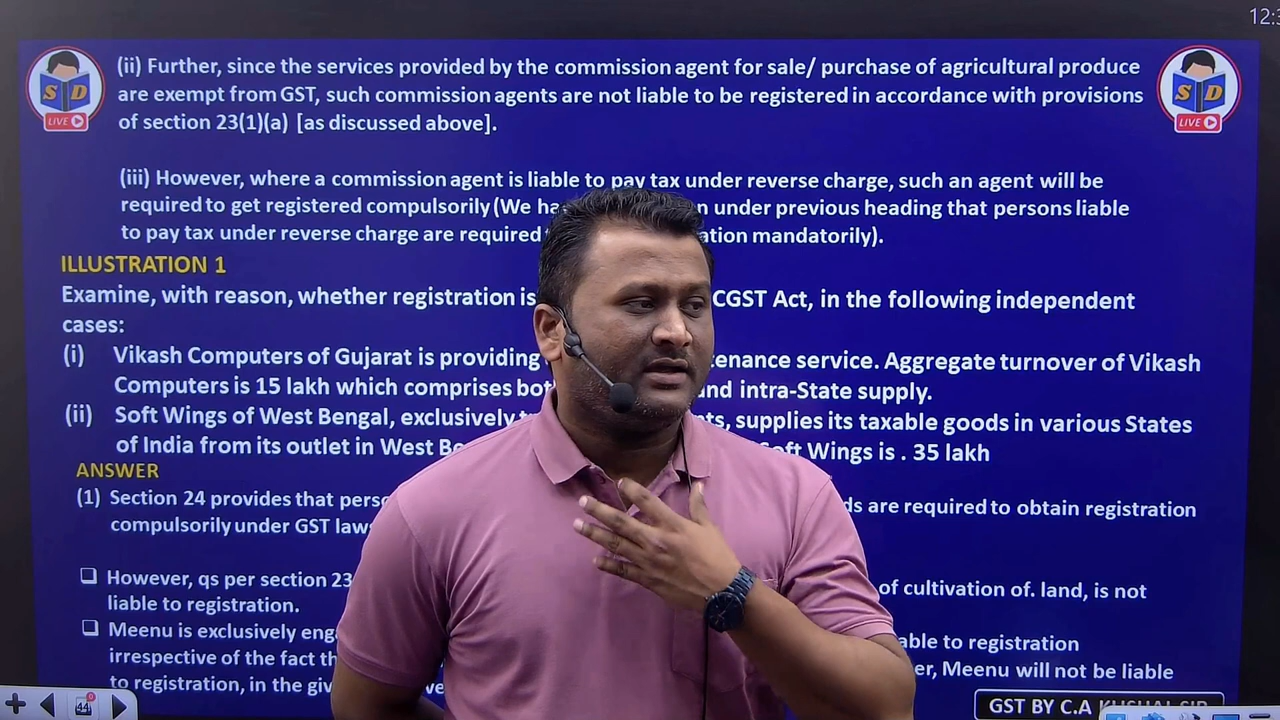 12:3
(ii) Further, since the services provided by the commission agent for sale/ purchase of agricultural produce
are exempt from GST, such commission agents are not liable to be registered in accordance with provisions
of section 23(1)(a) [as discussed above].
S D
LIVE
S D
LIVE
(iii) However, where a commission agent is liable to pay tax under reverse charge, such an agent will be
required to get registered compulsorily (We ha n under previous heading that persons liable
to pay tax under reverse charge are required ation mandatorily).
ILLUSTRATION 1
Examine, with reason, whether registration is CGST Act, in the following independent
cases:
(i) Vikash Computers of Gujarat is providing tenance service. Aggregate turnover of Vikash
Computers is 15 lakh which comprises bot and intra-State supply.
(ii) Soft Wings of West Bengal, exclusively ts, supplies its taxable goods in various States
of India from its outlet in West Be Soft Wings is . 35 lakh
ANSWER
(1) Section 24 provides that pers ds are required to obtain registration
compulsorily under GST law
However, qs per section 23 of cultivation of. land, is not
liable to registration.
Meenu is exclusively eng able to registration
irrespective of the fact th er, Meenu will not be liable
to registration, in the giv
44
GST BY C.A KUSHAL SIR